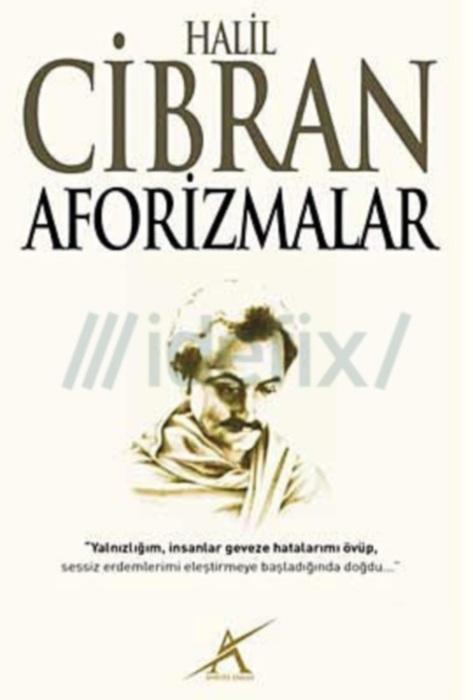 HALİL
CİBRAN
AFORİZMALAR
///idefix/
"Yalnızlığım, insanlar geveze hatalarımı övüp,
sessiz erdemlerimi eleştirmeye başladığında doğdu..."